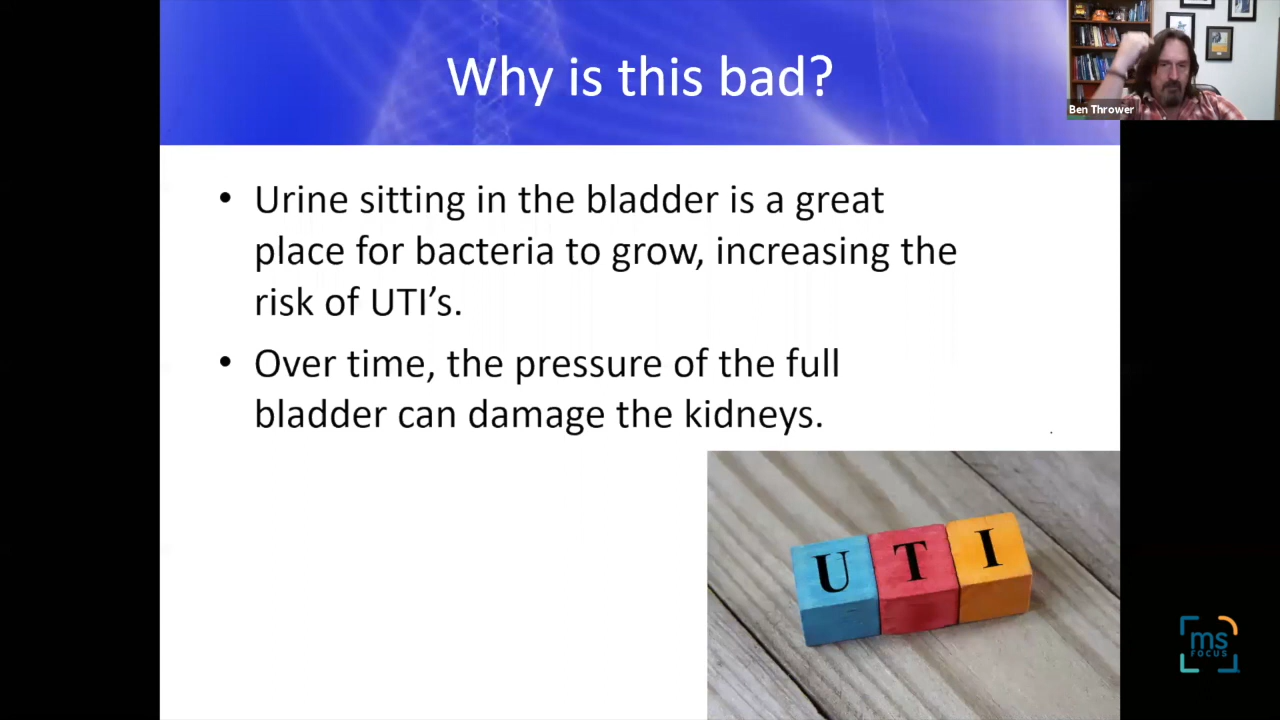 Why is this bad?
Ben Thrower
• Urine sitting in the bladder is a great
place for bacteria to grow, increasing the
risk of UTI’s.
• Over time, the pressure of the full
bladder can damage the kidneys.
U T I
ms
FOCUS